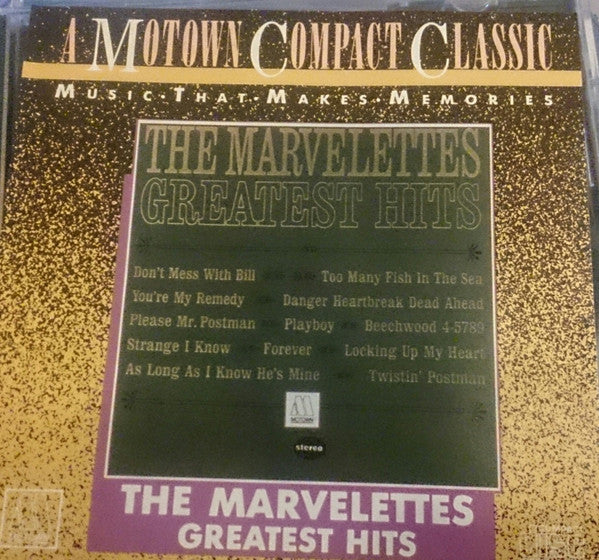 A MOTOWN COMPACT CLASSIC
MUSIC·THAT·MAKES·MEMORIES
THE MARVELETTES
GREATEST HITS
Don't Mess With Bill Too Many Fish In The Sea
You're My Remedy Danger Heartbreak Dead Ahead
Please Mr. Postman Playboy Beechwood 4-5789
Strange I Know Forever Locking Up My Heart
As Long As I Know He's Mine Twistin' Postman
M
MOTOWN
stereo
THE MARVELETTES
GREATEST HITS